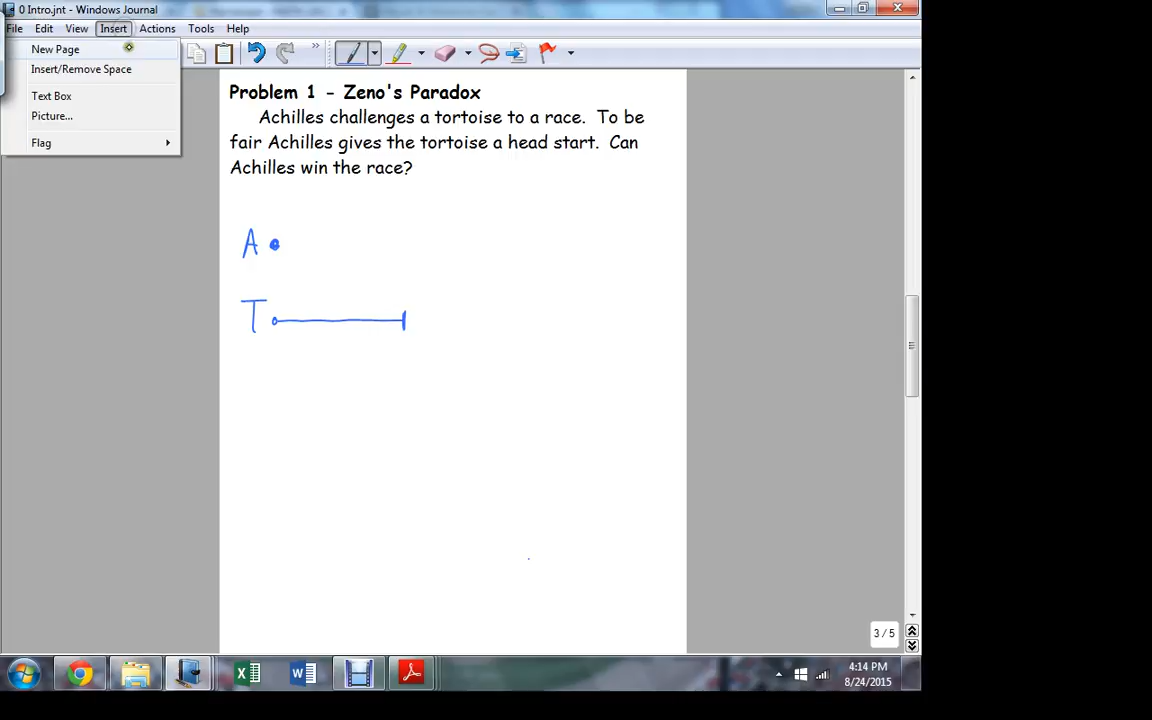 0 Intro.jnt - Windows Journal
File Edit View Insert Actions Tools Help
New Page
Insert/Remove Space
Text Box
Picture...
Flag
Problem 1 - Zeno's Paradox
Achilles challenges a tortoise to a race. To be
fair Achilles gives the tortoise a head start. Can
Achilles win the race?
A
T
3 / 5
4:14 PM
8/24/2015